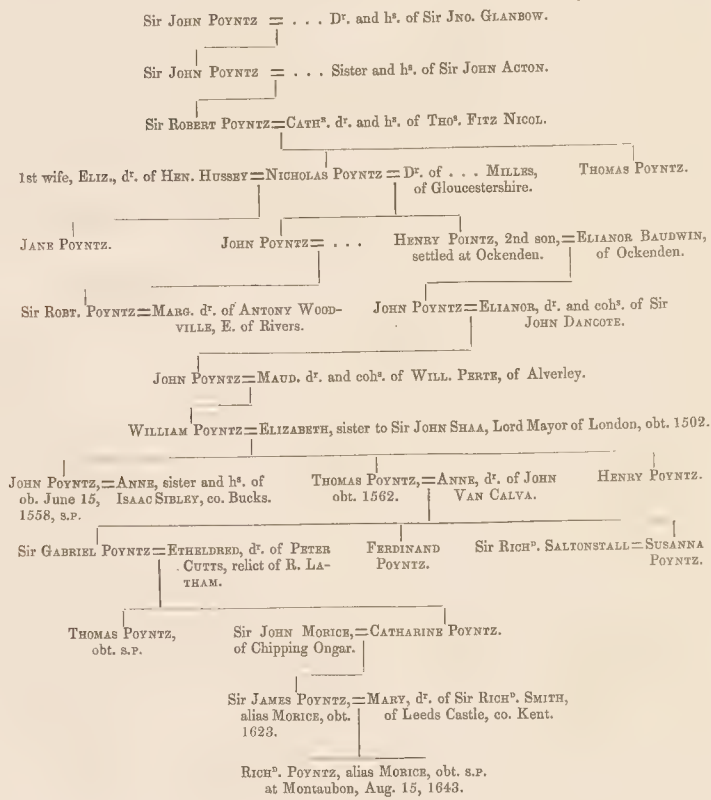 Sir JOHN POYNTZ = . . . Dr. and hs. of Sir JNO. GLANBOW.
Sir JOHN POYNTZ = . . . Sister and hs. of Sir JOHN ACTON.
Sir ROBERT POYNTZ=CATHe. dr. and hs. of THOs. FITZ NICOL.
1st wife, ELIZ., dr. of HEN. HUSSEY=NICHOLAS POYNTZ = Dr. of . . . MILLES, THOMAS POYNTZ.
of Gloucestershire.
JANE POYNTZ. JOHN POYNTZ= . . . HENRY POINTZ, 2nd son,=ELIANOR BAUDWIN,
settled at Ockenden. of Ockenden.
Sir ROBT. POYNTZ=MARG. dr. of ANTONY WOOD- JOHN POYNTZ=ELIANOR, dr. and cohs. of Sir
VILLE, E. of Rivers. JOHN DANCOTE.
JOHN POYNTZ=MAUD. dr. and cohs. of WILL. PERTE, of Alverley.
WILLIAM POYNTZ=ELIZABETH, sister to Sir JOHN SHAA, Lord Mayor of London, obt. 1502.
JOHN POYNTZ,=ANNE, sister and hs. of THOMAS POYNTZ,=ANNE, dr. of JOHN HENRY POYNTZ.
ob. June 15, ISAAC SIBLEY, co. Bucks. obt. 1562. VAN CALVA.
1558, s.p.
Sir GABRIEL POYNTZ=ETHELDRED, dr. of PETER FERDINAND Sir RICHD. SALTONSTALL=SUSANNA
CUTTS, relict of R. LA- POYNTZ. POYNTZ.
THAM.
THOMAS POYNTZ, Sir JOHN MORICE,=CATHARINE POYNTZ.
obt. s.p. of Chipping Ongar.
Sir JAMES POYNTZ,=MARY, dr. of Sir RICHD. SMITH,
alias MORICE, obt. of Leeds Castle, co. Kent.
1623.
RICHD. POYNTZ, alias MORICE, obt. s.p.
at Montaubon, Aug. 15, 1643.